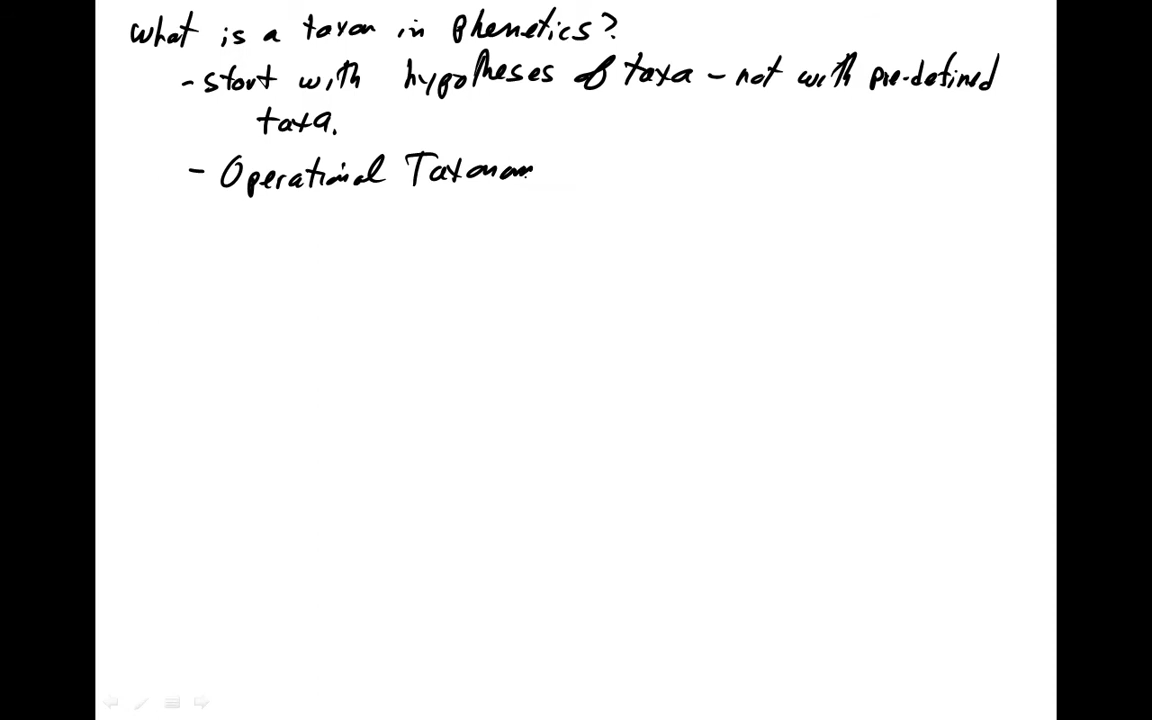 What is a taxon in Phenetics?
- start with hypotheses of taxa - not with pre-defined
taxa.
- Operational Taxonom